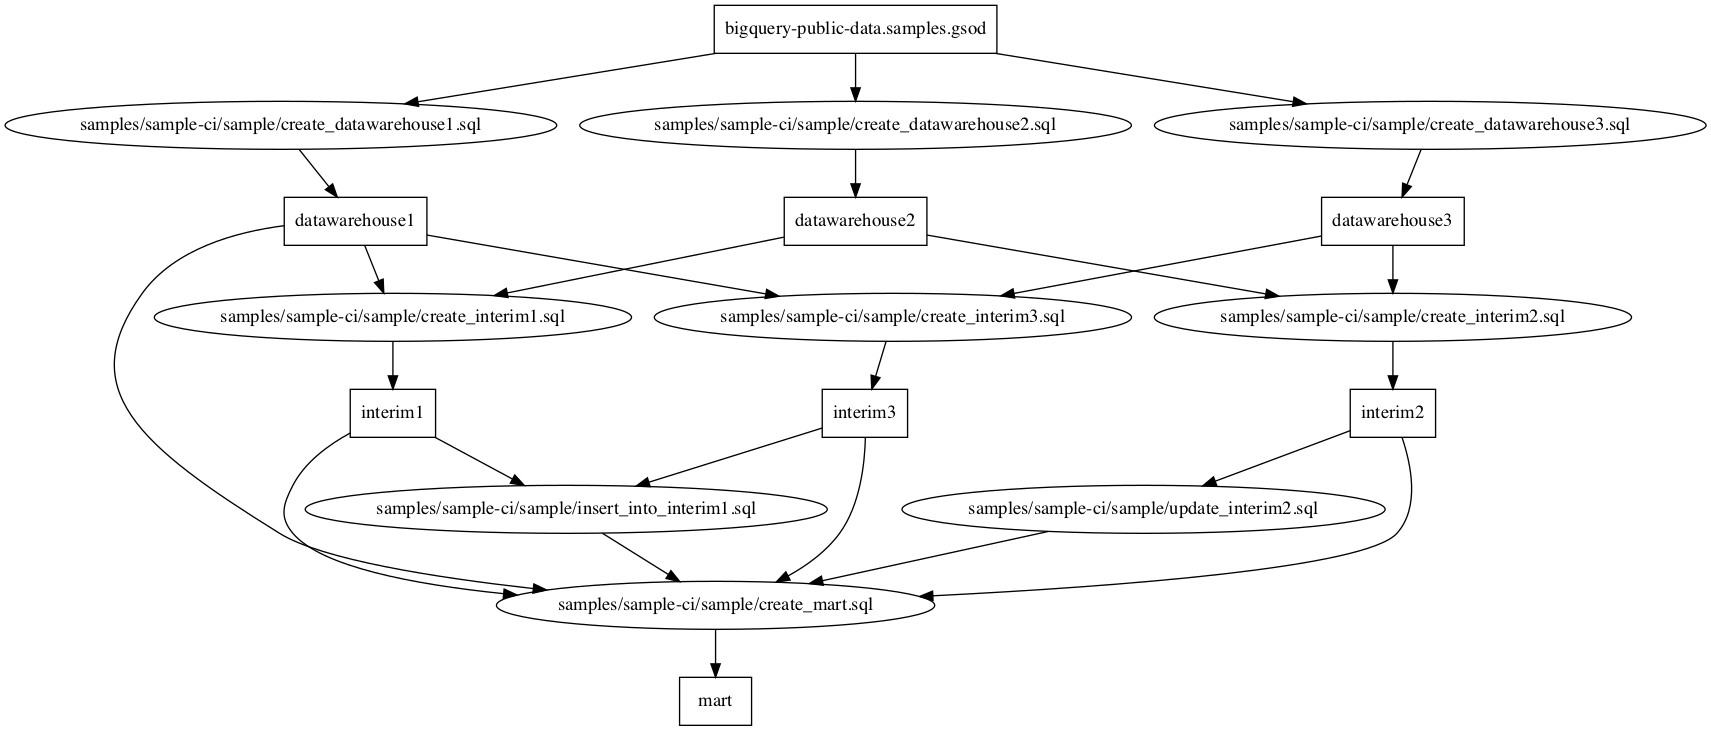 bigquery-public-data.samples.gsod
samples/sample-ci/sample/create_datawarehouse1.sql
samples/sample-ci/sample/create_datawarehouse2.sql
samples/sample-ci/sample/create_datawarehouse3.sql
datawarehouse1
datawarehouse2
datawarehouse3
samples/sample-ci/sample/create_interim1.sql
samples/sample-ci/sample/create_interim3.sql
samples/sample-ci/sample/create_interim2.sql
interim1
interim3
interim2
samples/sample-ci/sample/insert_into_interim1.sql
samples/sample-ci/sample/update_interim2.sql
samples/sample-ci/sample/create_mart.sql
mart